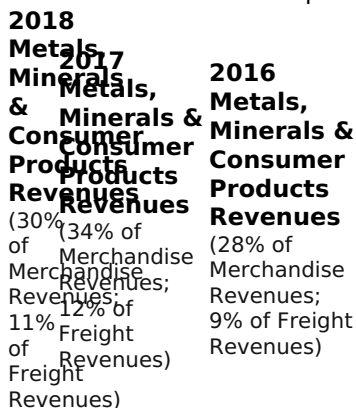 2018
Metals,
Minerals
&
Consumer
Products
Revenues
(30%
of
Merchandise
Revenues;
11%
of
Freight
Revenues)
2017
Metals,
Minerals &
Consumer
Products
Revenues
(34% of
Merchandise
Revenues;
12% of
Freight
Revenues)
2016
Metals,
Minerals &
Consumer
Products
Revenues
(28% of
Merchandise
Revenues;
9% of Freight
Revenues)